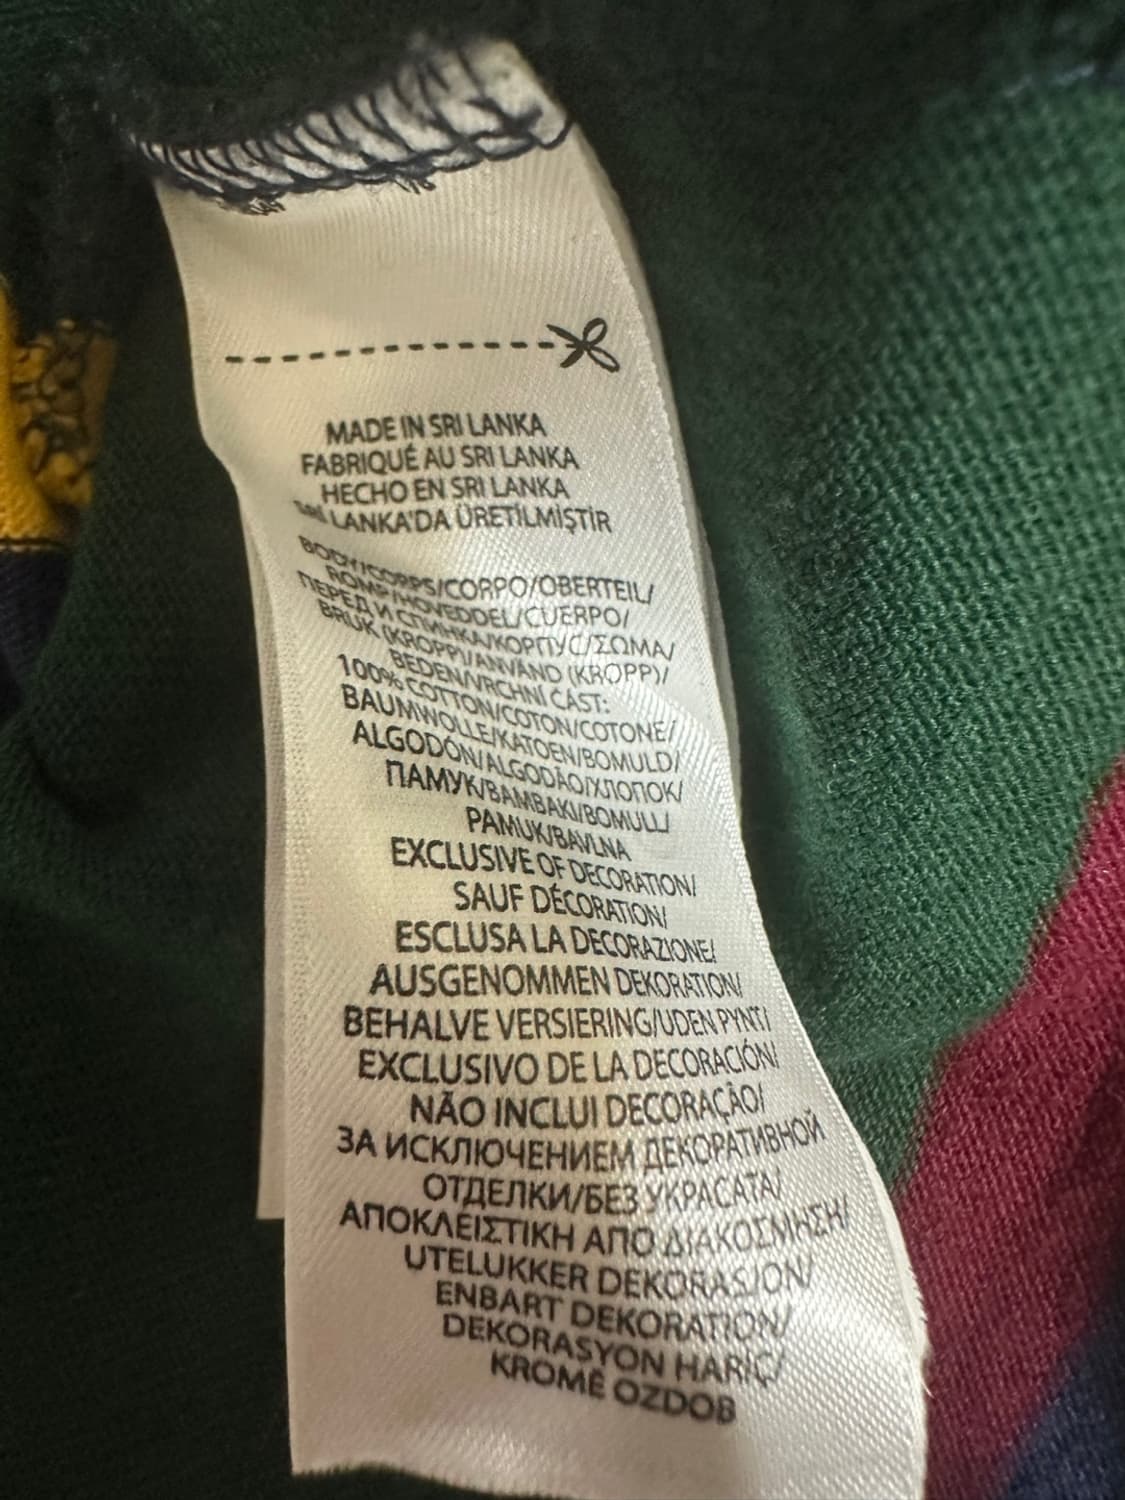 MADE IN SRI LANKA
FABRIQUÉ AU SRI LANKA
HECHO EN SRI LANKA
SRİ LANKA'DA ÜRETİLMİŞTİR
BODY/CORPS/CORPO/OBERTEIL/
ROMP/HOVEDDEL/CUERPO/
ПЕРЕД И СПИНКА/КОРПУС/ΣΩΜΑ/
BRUK (KROPP)/ANVÄND (KROPP)/
BEDEN/VRCHNÍ ČÁST:
100% COTTON/COTON/COTONE/
BAUMWOLLE/KATOEN/BOMULD/
ALGODÓN/ALGODÃO/ХЛОПОК/
ПАМУК/BAMBAKI/BOMULL/
PAMUK/BAVLNA
EXCLUSIVE OF DECORATION/
SAUF DÉCORATION/
ESCLUSA LA DECORAZIONE/
AUSGENOMMEN DEKORATION/
BEHALVE VERSIERING/UDEN PYNT/
EXCLUSIVO DE LA DECORACIÓN/
NÃO INCLUI DECORAÇÃO/
ЗА ИСКЛЮЧЕНИЕМ ДЕКОРАТИВНОЙ
ОТДЕЛКИ/БЕЗ УКРАСАТА/
ΑΠΟΚΛΕΙΣΤΙΚΗ ΑΠΟ ΔΙΑΚΟΣΜΗΣΗ/
UTELUKKER DEKORASJON/
ENBART DEKORATION/
DEKORASYON HARİÇ/
KROMĚ OZDOB